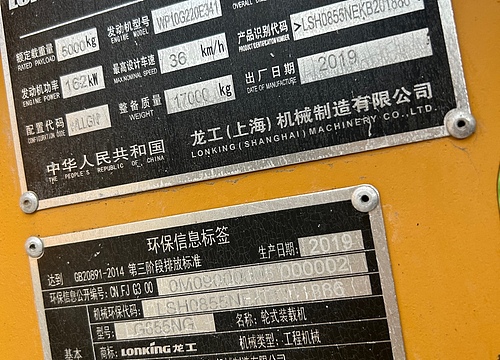 额定载重量 RATED PAYLOAD 5000kg 发动机型号 ENGINE MODEL WP10G220E341
发动机功率 ENGINE POWER 162kW 最高设计车速 MAX.NOMINAL SPEED 36 km/h 产品识别代码 PRODUCT IDENTIFICATION NUMBER
配置代码 CONFIGURATION CODE 整备质量 WEIGHT 17000 kg 出厂日期 DATE OF MANUFACTURE 2019
中华人民共和国 龙工(上海)机械制造有限公司
THE PEOPLE'S REPUBLIC OF CHINA LONKING (SHANGHAI) MACHINERY CO.,LTD.
环保信息标签
达到 GB20891-2014 第三阶段排放标准 生产日期: 2019
环保信息公开编号: CN FJ G3 00 000002
机械环保代码: LSH0855N
型号: LG855NG 名称: 轮式装载机
基本 商标: LONKING 龙工 机械类型: 工程机械